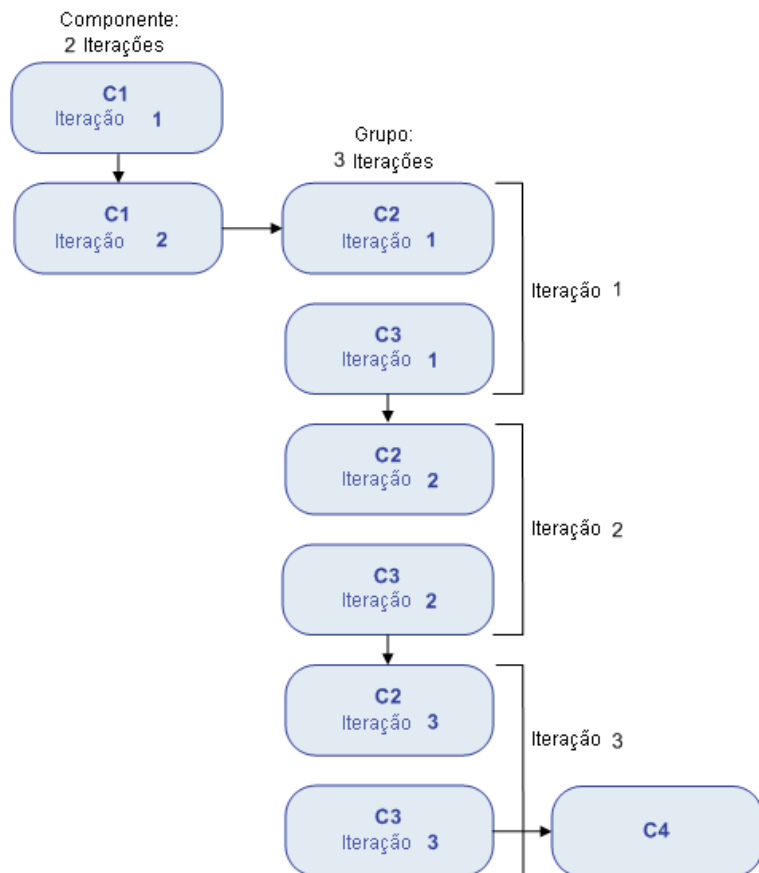 Componente:
2 Iterações
C1
Iteração 1
C1
Iteração 2
Grupo:
3 Iterações
C2
Iteração 1
C3
Iteração 1
Iteração 1
C2
Iteração 2
C3
Iteração 2
Iteração 2
C2
Iteração 3
C3
Iteração 3
Iteração 3
C4